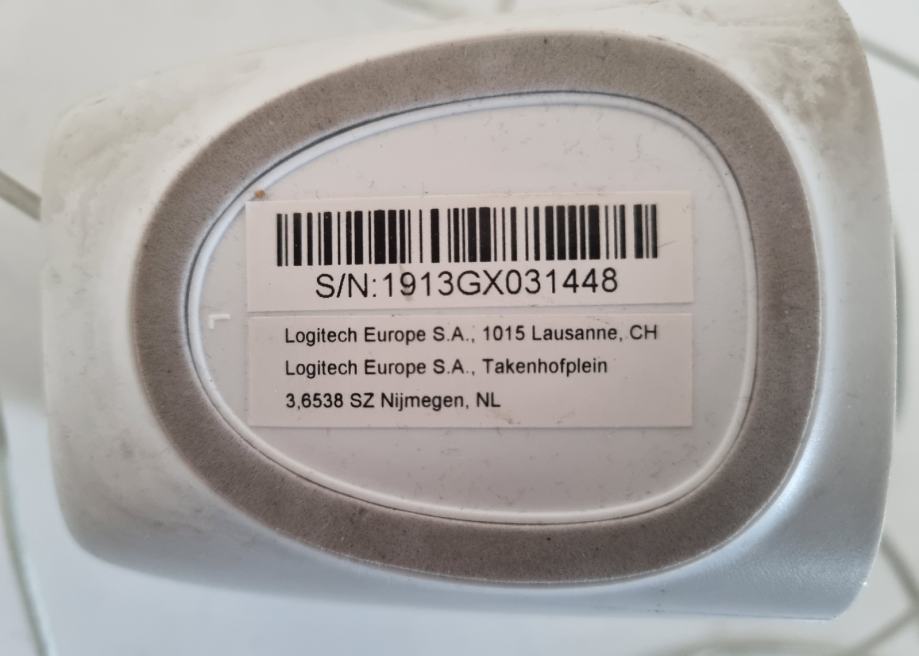 S/N:1913GX031448
Logitech Europe S.A., 1015 Lausanne, CH
Logitech Europe S.A., Takenhofplein
3,6538 SZ Nijmegen, NL
L